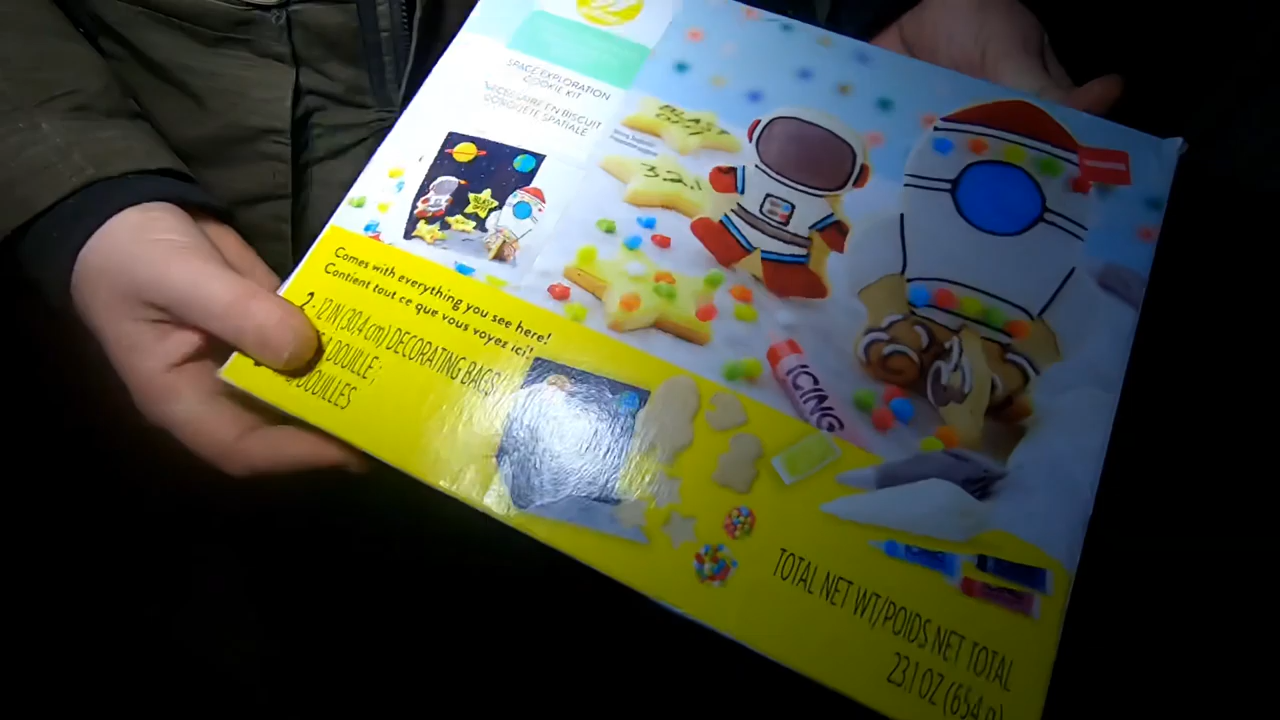 SPACE EXPLORATION
COOKIE KIT
NÉCESSAIRE EN BISCUIT
CONQUÊTE SPATIALE
BLAST
OFF!
3.2.1
BLAST
OFF!
Comes with everything you see here!
Contient tout ce que vous voyez ici!
2 - 12 IN (30.4 cm) DECORATING BAGS
DOUILLE;
DOUILLES
ICING
TOTAL NET WT/POIDS NET TOTAL
23.1 OZ (654 g)